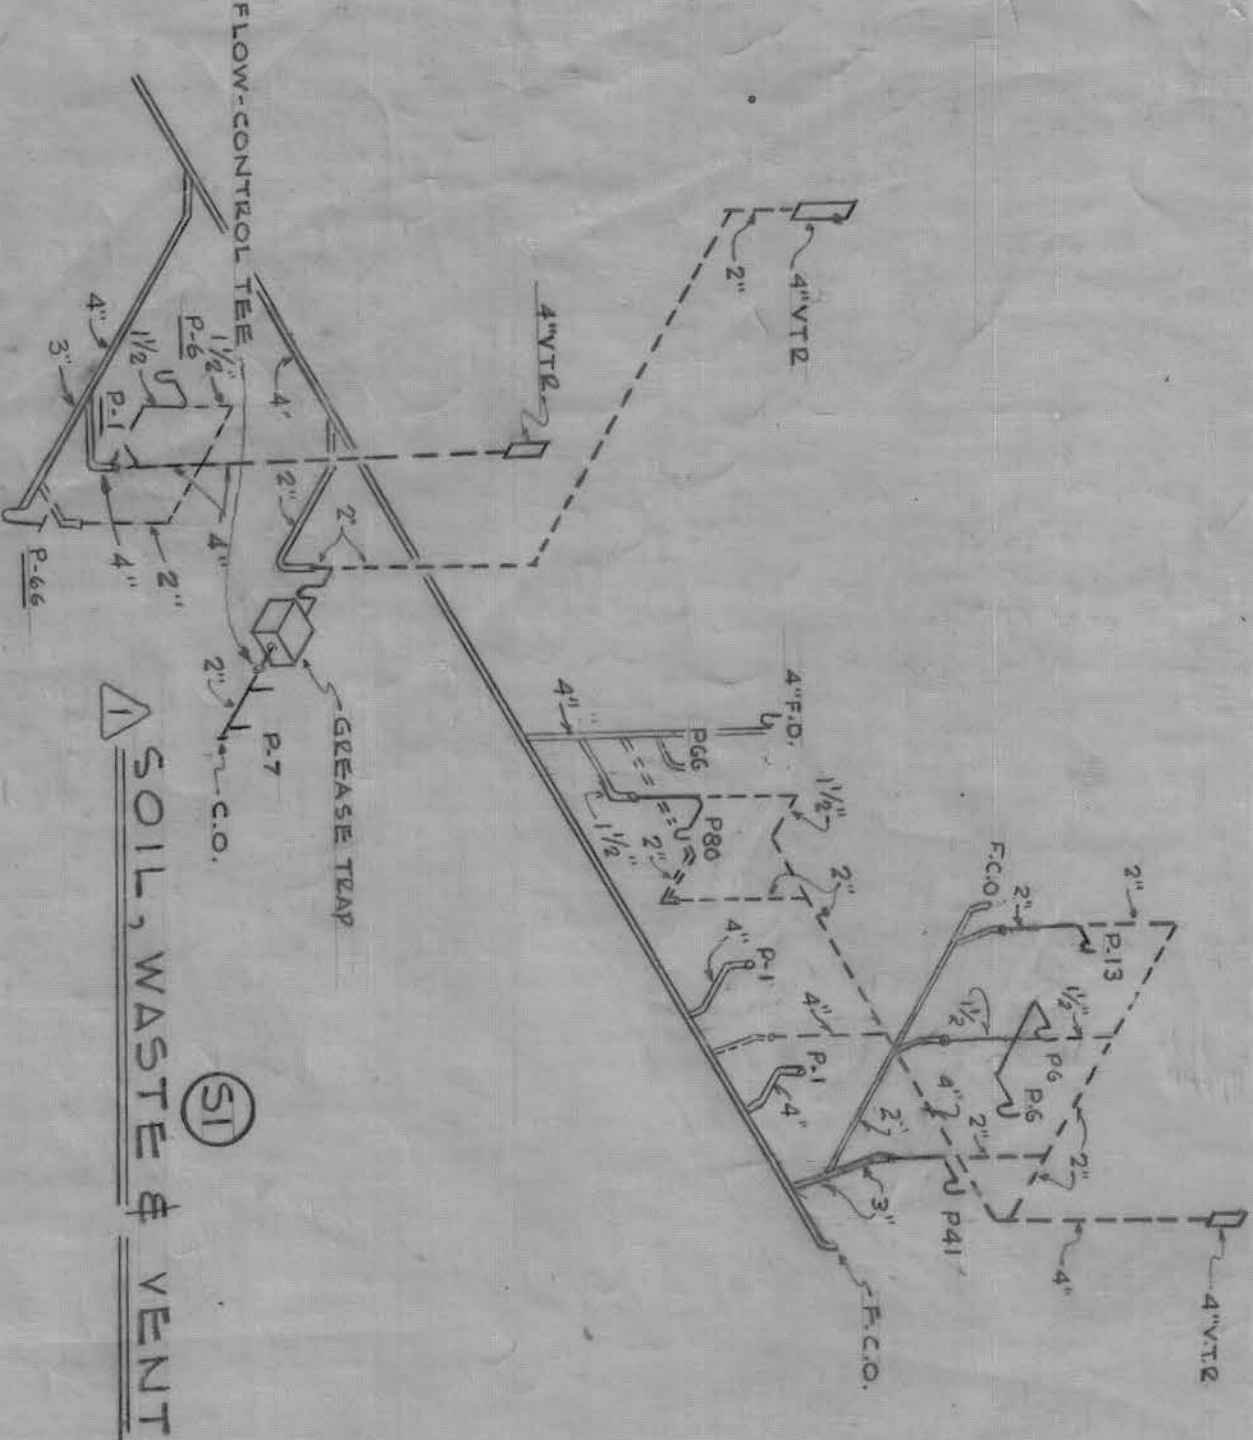 4"V.T.R
4"
2"
2"
P-13
1½"
P6
P.6
2"
2"
P41
4"
1½
2"
F.C.O.
2"
3"
F.C.O.
4"VTR
2"
4"VTR
4"F.D.
1½"
2"
P66
P80
4"
1½"
2"
P-1
4"
4"
P-1
4"
FLOW-CONTROL TEE
4"
2"
2"
GREASE TRAP
P-7
2"
C.O.
1½"
P-6
1½"
4"
3"
P-1
4"
4"
2"
P-66
S1
1
SOIL, WASTE & VENT